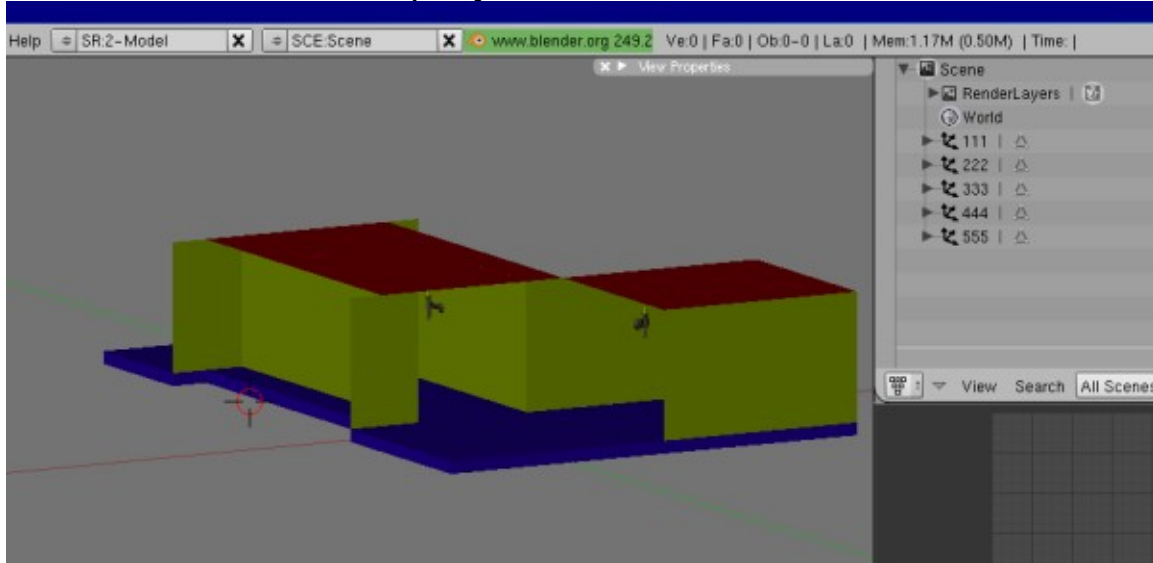 Help SR:2-Model X SCE:Scene X www.blender.org 249.2 Ve:0 | Fa:0 | Ob:0-0 | La:0 | Mem:1.17M (0.50M) | Time: |
View Properties
Scene
RenderLayers
World
111
222
333
444
555
View Search All Scenes